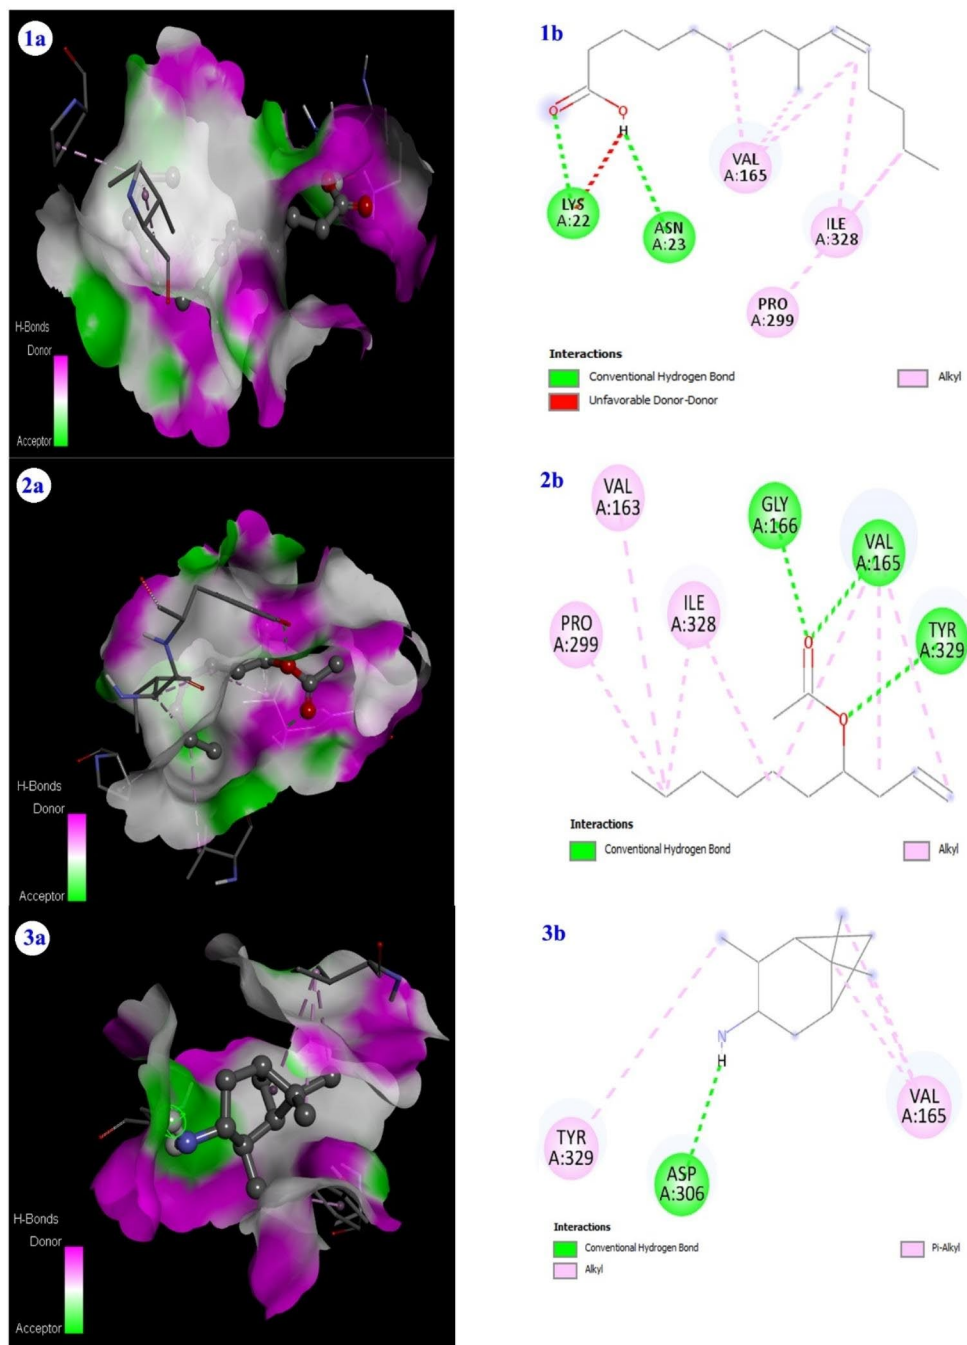 1a
H-Bonds
Donor
Acceptor
1b
O
O
H
LYS
A:22
ASN
A:23
VAL
A:165
ILE
A:328
PRO
A:299
Interactions
Conventional Hydrogen Bond
Alkyl
Unfavorable Donor-Donor
2a
H-Bonds
Donor
Acceptor
2b
VAL
A:163
GLY
A:166
VAL
A:165
PRO
A:299
ILE
A:328
TYR
A:329
O
O
Interactions
Conventional Hydrogen Bond
Alkyl
3a
H-Bonds
Donor
Acceptor
3b
N
H
TYR
A:329
ASP
A:306
VAL
A:165
Interactions
Conventional Hydrogen Bond
Pi-Alkyl
Alkyl